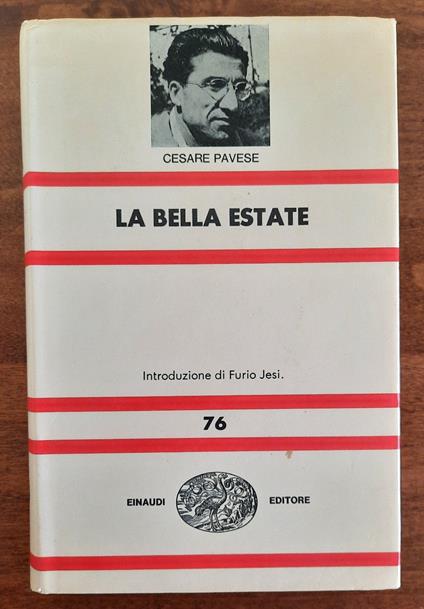 CESARE PAVESE
LA BELLA ESTATE
Introduzione di Furio Jesi.
76
EINAUDI EDITORE